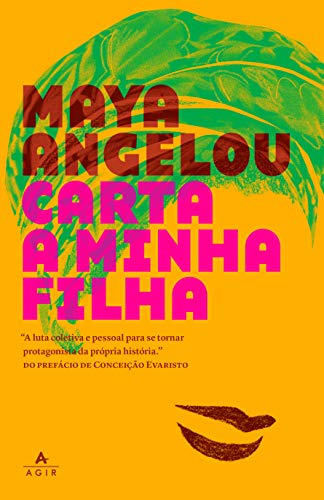 MAYA
ANGELOU
CARTA
A MINHA
FILHA
“A luta coletiva e pessoal para se tornar
protagonista da própria história.”
DO PREFÁCIO DE CONCEIÇÃO EVARISTO
A
AGIR